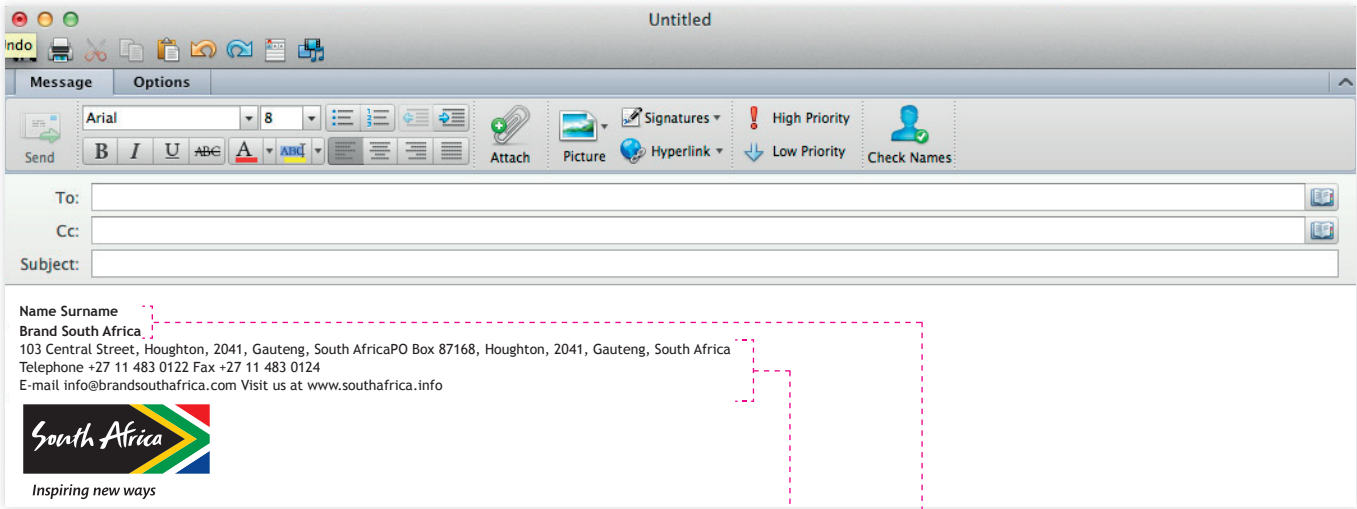 Untitled
Undo
Message Options
Arial 8
Signatures High Priority
Send B I U ABC A ABC Attach Picture Hyperlink Low Priority Check Names
To:
Cc:
Subject:
Name Surname
Brand South Africa
103 Central Street, Houghton, 2041, Gauteng, South AfricaPO Box 87168, Houghton, 2041, Gauteng, South Africa
Telephone +27 11 483 0122 Fax +27 11 483 0124
E-mail info@brandsouthafrica.com Visit us at www.southafrica.info
South Africa
Inspiring new ways